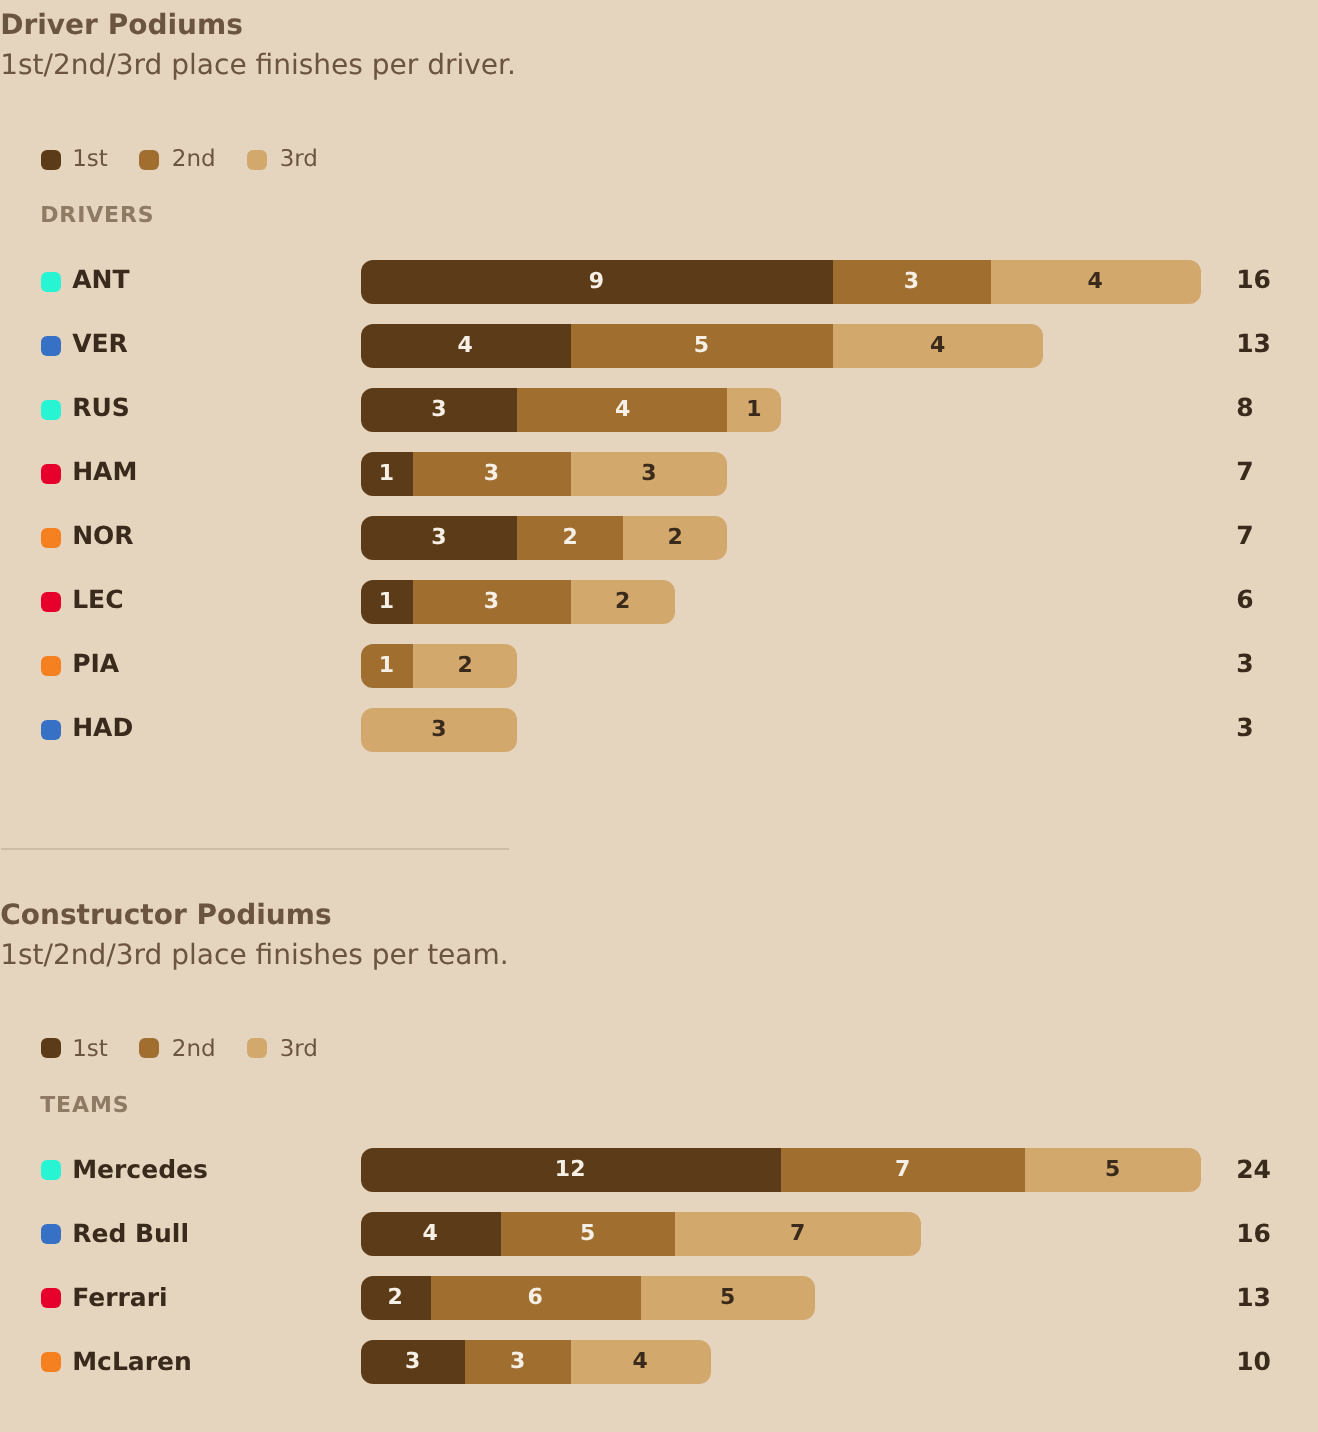 Driver Podiums
1st/2nd/3rd place finishes per driver.
1st 2nd 3rd
DRIVERS
ANT 9 3 4 16
VER 4 5 4 13
RUS 3 4 1 8
HAM 1 3 3 7
NOR 3 2 2 7
LEC 1 3 2 6
PIA 1 2 3
HAD 3 3
Constructor Podiums
1st/2nd/3rd place finishes per team.
1st 2nd 3rd
TEAMS
Mercedes 12 7 5 24
Red Bull 4 5 7 16
Ferrari 2 6 5 13
McLaren 3 3 4 10